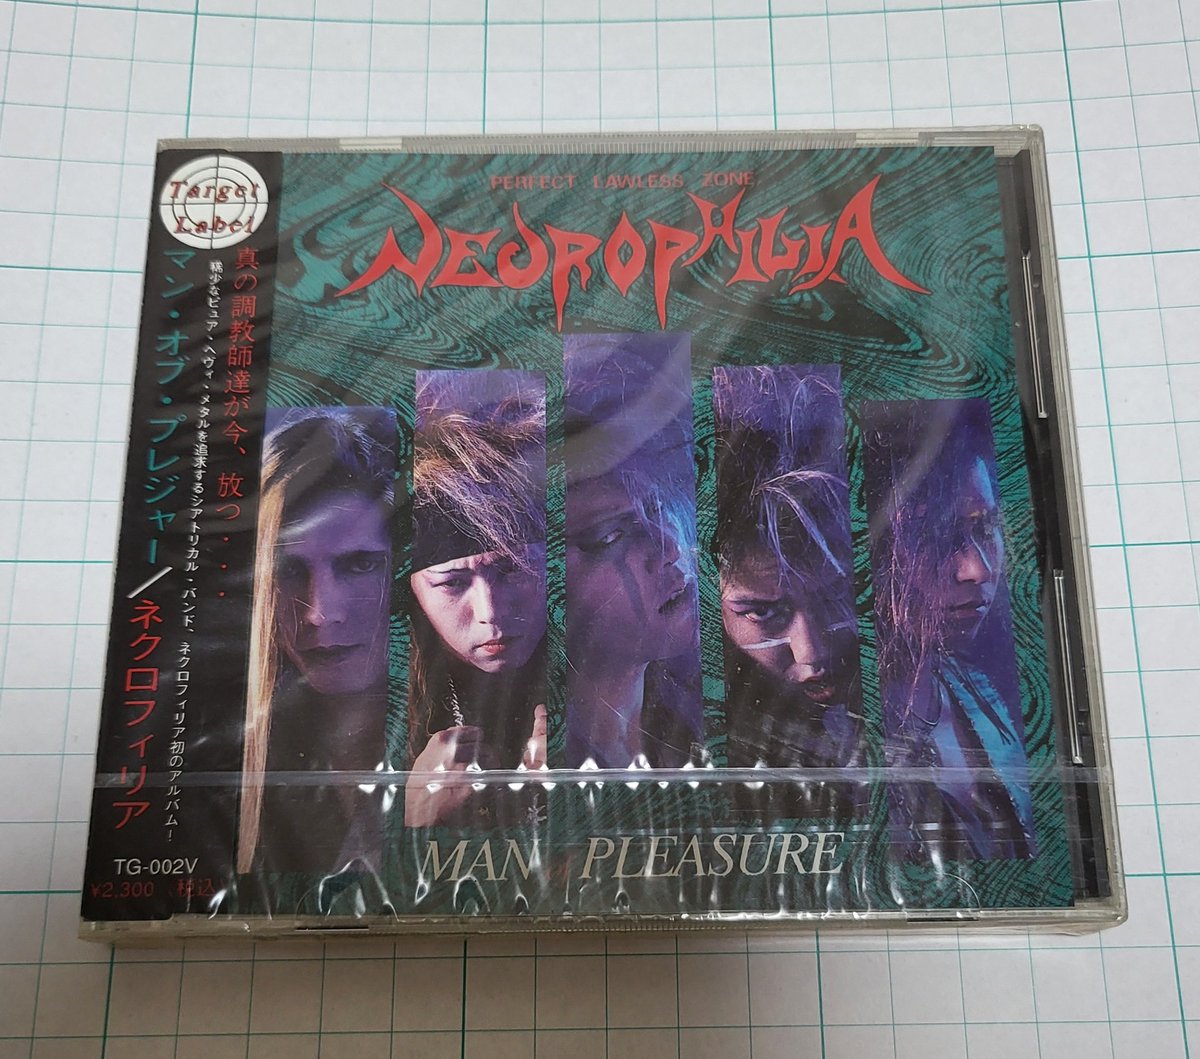 Target
Label
真の調教師達が今、放つ・・・
稀少なピュア・ヘヴィ・メタルを追求するシアトリカル・バンド、ネクロフィリア初のアルバム!
マン・オブ・プレジャー/ネクロフィリア
TG-002V
¥2,300 税込
PERFECT LAWLESS ZONE
NECROPHILIA
MAN OF PLEASURE